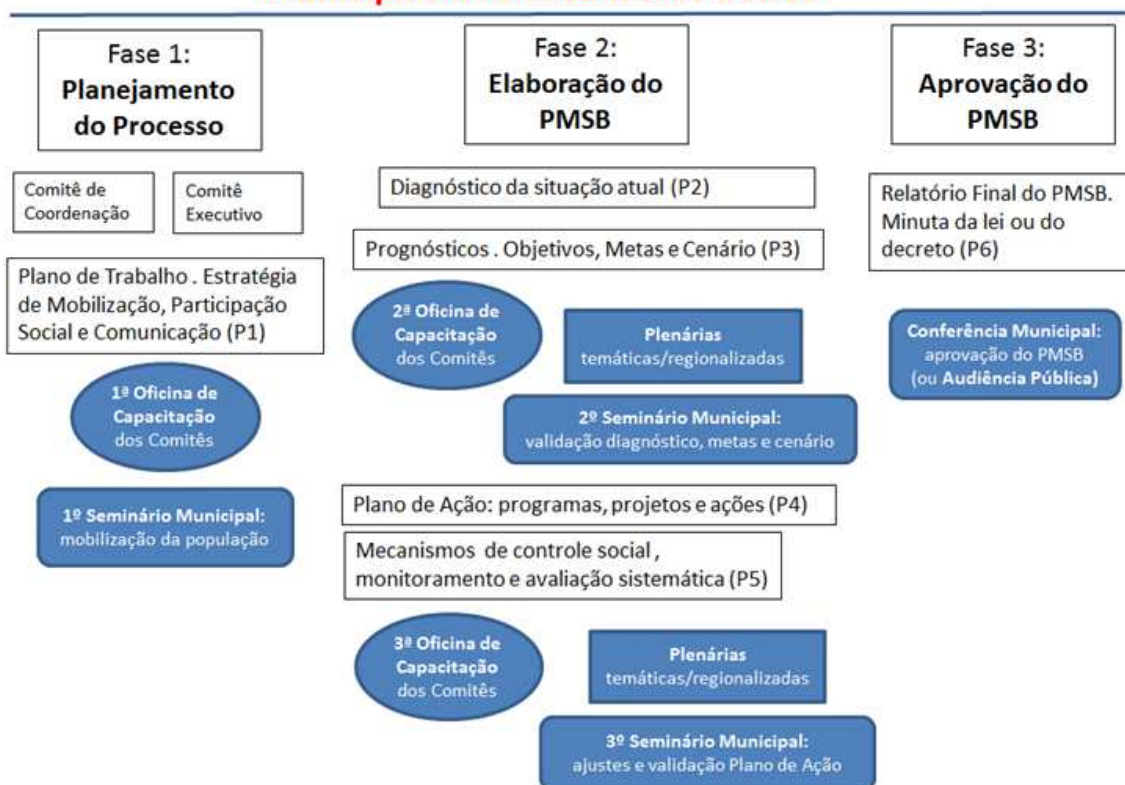 Fase 1:
Planejamento
do Processo
Comitê de
Coordenação
Comitê
Executivo
Plano de Trabalho . Estratégia
de Mobilização, Participação
Social e Comunicação (P1)
1ª Oficina de
Capacitação
dos Comitês
1º Seminário Municipal:
mobilização da população
Fase 2:
Elaboração do
PMSB
Diagnóstico da situação atual (P2)
Prognósticos . Objetivos, Metas e Cenário (P3)
2ª Oficina de
Capacitação
dos Comitês
Plenárias
temáticas/regionalizadas
2º Seminário Municipal:
validação diagnóstico, metas e cenário
Plano de Ação: programas, projetos e ações (P4)
Mecanismos de controle social ,
monitoramento e avaliação sistemática (P5)
3ª Oficina de
Capacitação
dos Comitês
Plenárias
temáticas/regionalizadas
3º Seminário Municipal:
ajustes e validação Plano de Ação
Fase 3:
Aprovação do
PMSB
Relatório Final do PMSB.
Minuta da lei ou do
decreto (P6)
Conferência Municipal:
aprovação do PMSB
(ou Audiência Pública)